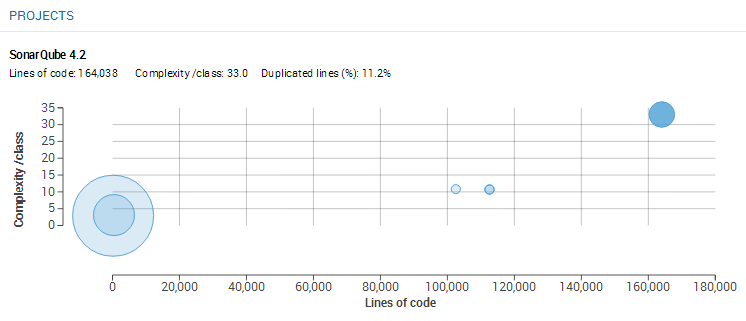 PROJECTS
SonarQube 4.2
Lines of code: 164,038 Complexity /class: 33.0 Duplicated lines (%): 11.2%
Complexity /class
35
30
25
20
15
10
5
0
0 20,000 40,000 60,000 80,000 100,000 120,000 140,000 160,000 180,000
Lines of code